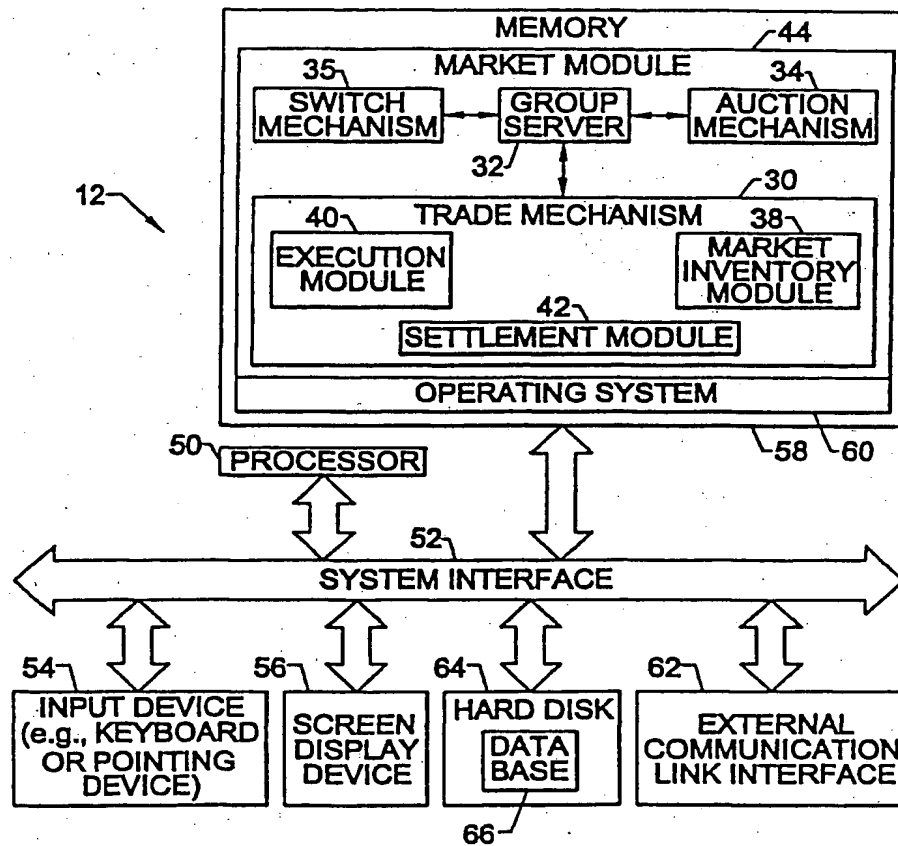 MEMORY
44
MARKET MODULE
35
34
SWITCH
MECHANISM
GROUP
SERVER
AUCTION
MECHANISM
32
30
12
TRADE MECHANISM
40
38
EXECUTION
MODULE
MARKET
INVENTORY
MODULE
42
SETTLEMENT MODULE
OPERATING SYSTEM
50
58
60
PROCESSOR
52
SYSTEM INTERFACE
54
56
64
62
INPUT DEVICE
(e.g., KEYBOARD
OR POINTING
DEVICE)
SCREEN
DISPLAY
DEVICE
HARD DISK
DATA
BASE
66
EXTERNAL
COMMUNICATION
LINK INTERFACE